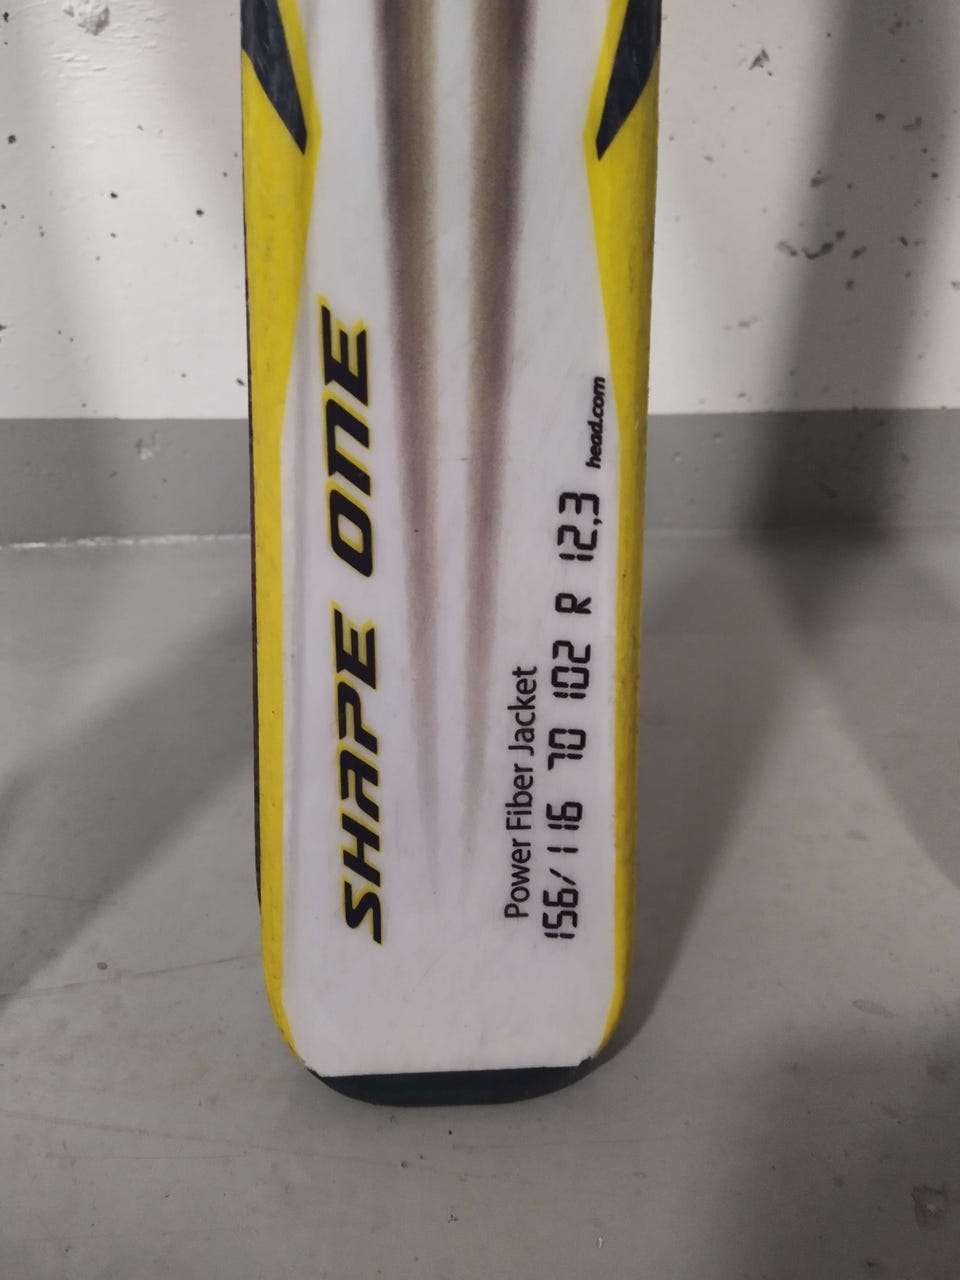 SHAPE ONE
Power Fiber Jacket
156/116 70 102 R 12,3 head.com